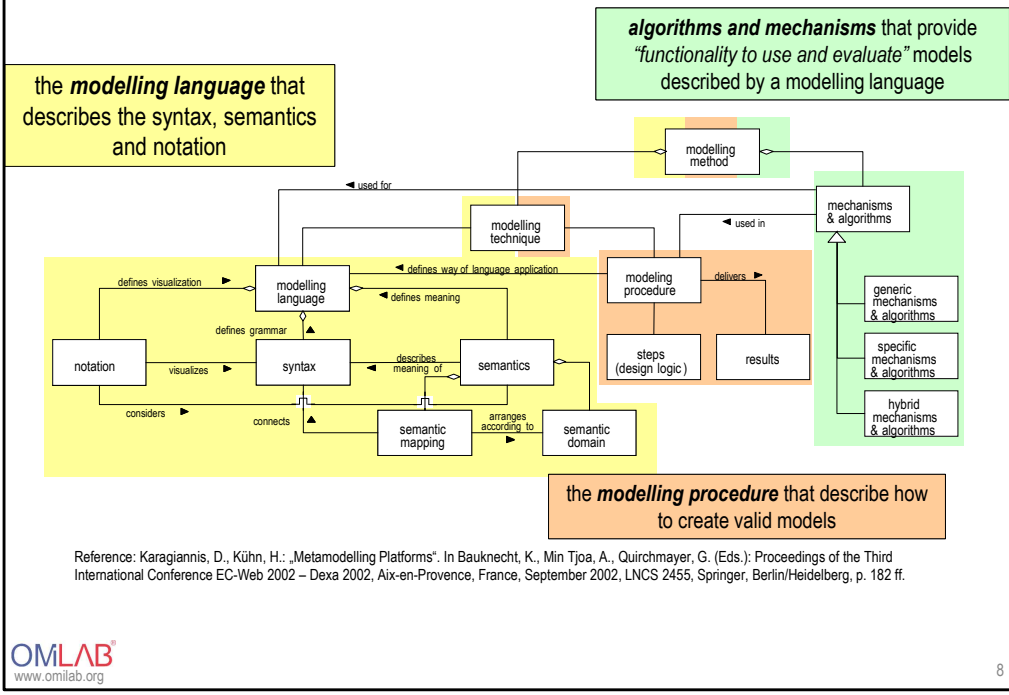 algorithms and mechanisms that provide
“functionality to use and evaluate” models
described by a modelling language
the modelling language that
describes the syntax, semantics
and notation
modelling
method
◄ used for
mechanisms
& algorithms
modelling
technique
◄ used in
◄ defines way of language application
modelling
language
modeling
procedure
delivers ►
defines visualization ►
◄ defines meaning
generic
mechanisms
& algorithms
defines grammar ▲
notation
visualizes ►
syntax
describes
◄ meaning of
semantics
steps
(design logic)
results
specific
mechanisms
& algorithms
considers ►
connects ▲
semantic
mapping
arranges
according to ►
semantic
domain
hybrid
mechanisms
& algorithms
the modelling procedure that describe how
to create valid models
Reference: Karagiannis, D., Kühn, H.: „Metamodelling Platforms“. In Bauknecht, K., Min Tjoa, A., Quirchmayer, G. (Eds.): Proceedings of the Third
International Conference EC-Web 2002 – Dexa 2002, Aix-en-Provence, France, September 2002, LNCS 2455, Springer, Berlin/Heidelberg, p. 182 ff.
OMiLAB®
www.omilab.org
8